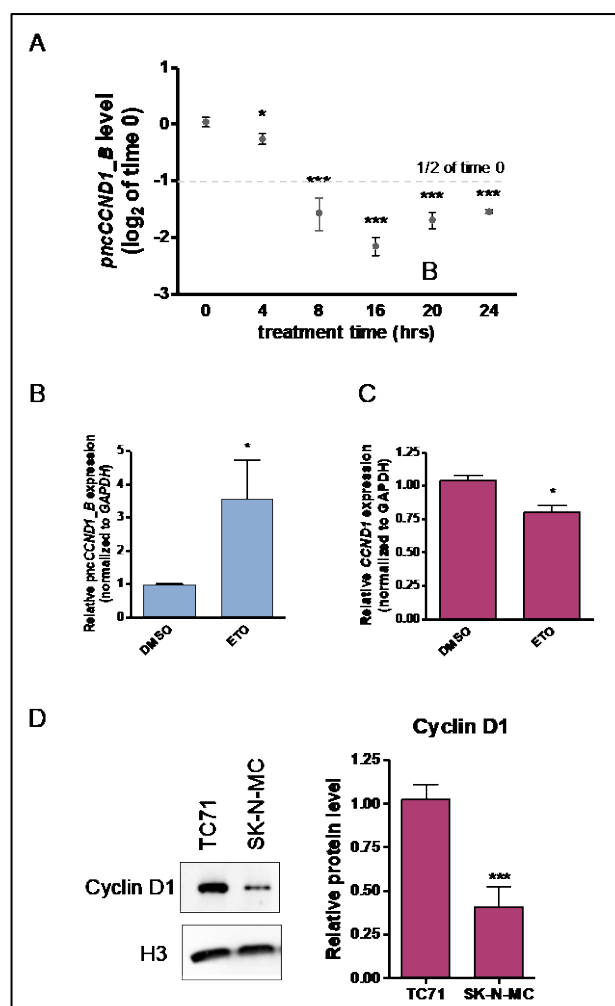 A
pncCCND1_B level
(log2 of time 0)
1
0
-1
-2
-3
*
***
***
***
***
1/2 of time 0
B
0
4
8
16
20
24
treatment time (hrs)
B
Relative pncCCND1_B expression
(normalized to GAPDH)
5
4
3
2
1
0
*
DMSO
ETO
C
Relative CCND1 expression
(normalized to GAPDH)
1.25
1.00
0.75
0.50
0.25
0.00
*
DMSO
ETO
D
TC71
SK-N-MC
Cyclin D1
H3
Cyclin D1
Relative protein level
1.25
1.00
0.75
0.50
0.25
0.00
***
TC71
SK-N-MC